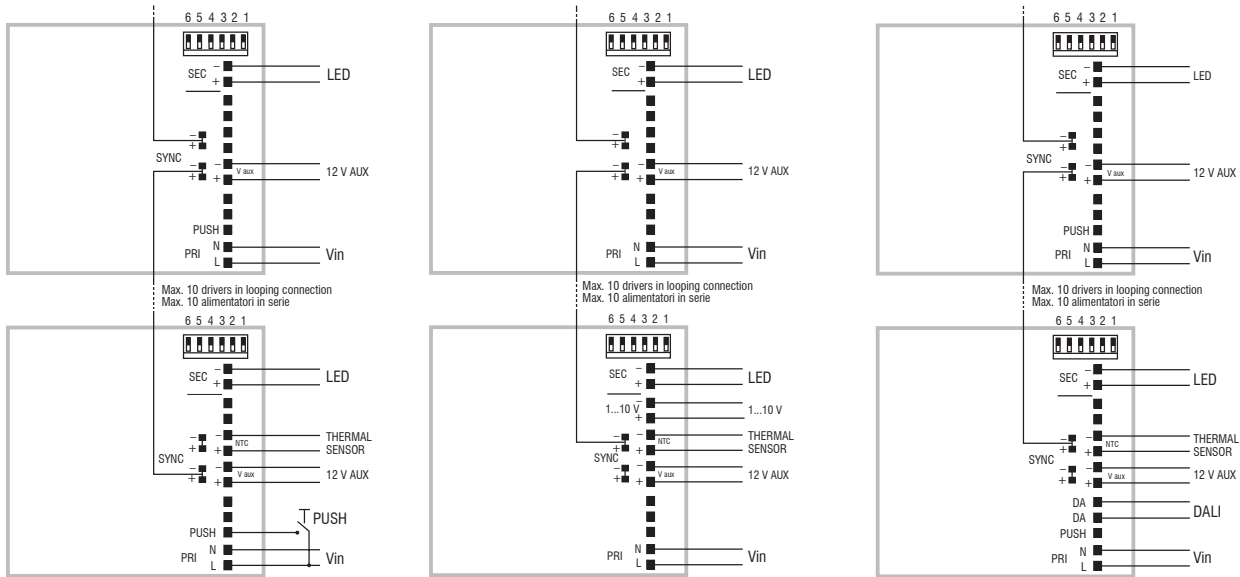 6 5 4 3 2 1
SEC
–
+
LED
–
+
SYNC
–
+
–
+
V aux
12 V AUX
PUSH
PRI
N
L
Vin
Max. 10 drivers in looping connection
Max. 10 alimentatori in serie
6 5 4 3 2 1
SEC
–
+
LED
–
+
SYNC
–
+
–
+
NTC
THERMAL
SENSOR
–
+
V aux
12 V AUX
PUSH
PUSH
PRI
N
L
Vin
6 5 4 3 2 1
SEC
–
+
LED
–
+
SYNC
–
+
–
+
V aux
12 V AUX
PUSH
PRI
N
L
Vin
Max. 10 drivers in looping connection
Max. 10 alimentatori in serie
6 5 4 3 2 1
SEC
–
+
LED
1...10 V
–
+
1...10 V
–
+
SYNC
–
+
–
+
NTC
THERMAL
SENSOR
–
+
V aux
12 V AUX
PRI
N
L
Vin
6 5 4 3 2 1
SEC
–
+
LED
–
+
SYNC
–
+
–
+
V aux
12 V AUX
PUSH
PRI
N
L
Vin
Max. 10 drivers in looping connection
Max. 10 alimentatori in serie
6 5 4 3 2 1
SEC
–
+
LED
–
+
SYNC
–
+
–
+
NTC
THERMAL
SENSOR
–
+
V aux
12 V AUX
DA
DA
DALI
PUSH
PRI
N
L
Vin